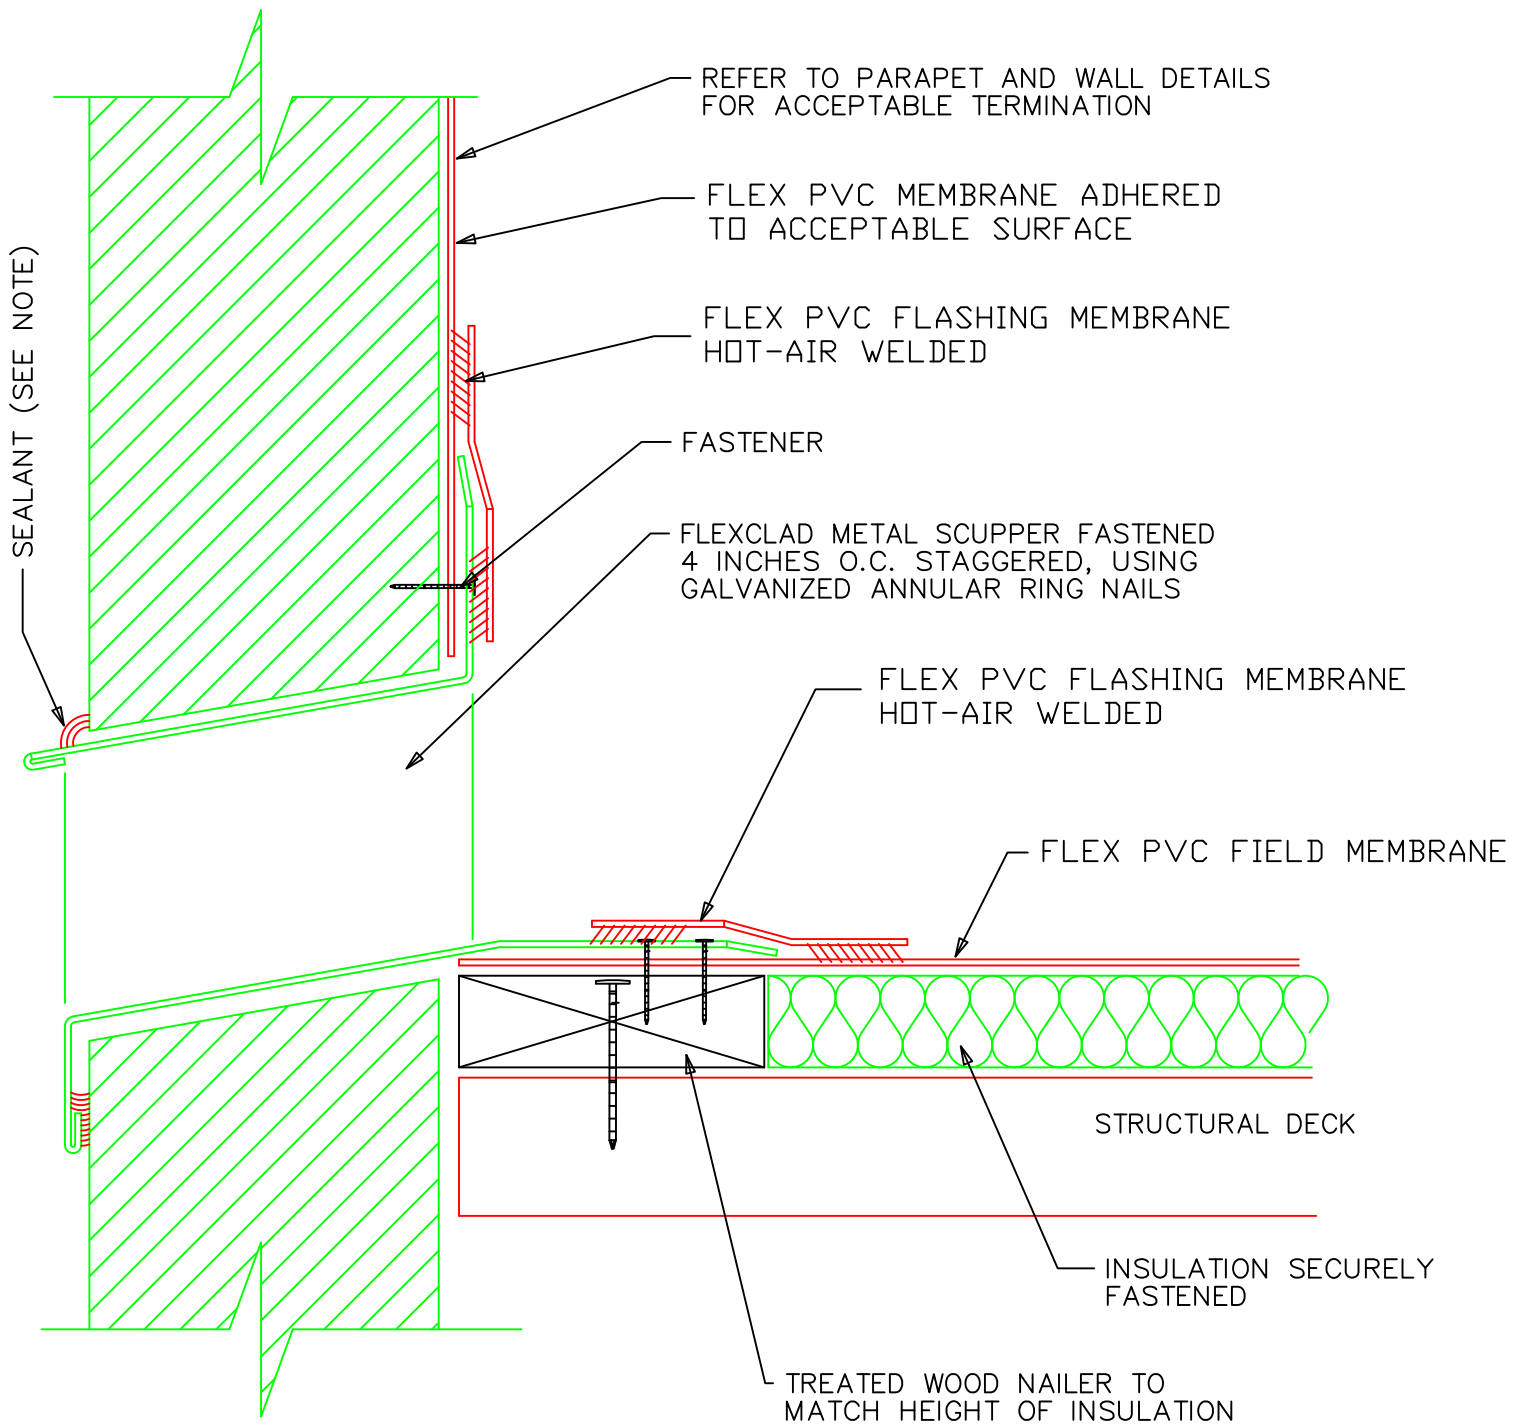 REFER TO PARAPET AND WALL DETAILS
FOR ACCEPTABLE TERMINATION
FLEX PVC MEMBRANE ADHERED
TO ACCEPTABLE SURFACE
SEALANT (SEE NOTE)
FLEX PVC FLASHING MEMBRANE
HOT-AIR WELDED
FASTENER
FLEXCLAD METAL SCUPPER FASTENED
4 INCHES O.C. STAGGERED, USING
GALVANIZED ANNULAR RING NAILS
FLEX PVC FLASHING MEMBRANE
HOT-AIR WELDED
FLEX PVC FIELD MEMBRANE
STRUCTURAL DECK
INSULATION SECURELY
FASTENED
TREATED WOOD NAILER TO
MATCH HEIGHT OF INSULATION